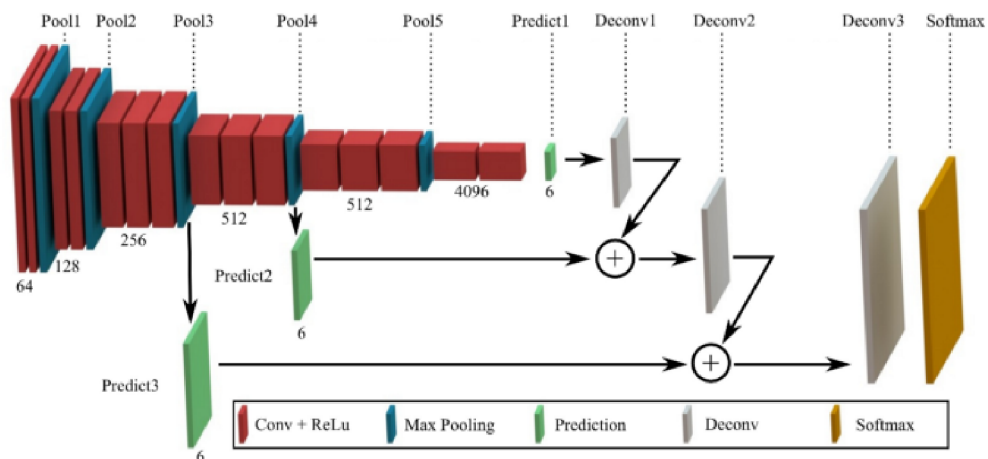 Pool1 Pool2 Pool3 Pool4 Pool5 Predict1 Deconv1 Deconv2 Deconv3 Softmax
64
128
256
512
512
4096
6
Predict2
6
Predict3
6
+
+
Conv + ReLu Max Pooling Prediction Deconv Softmax